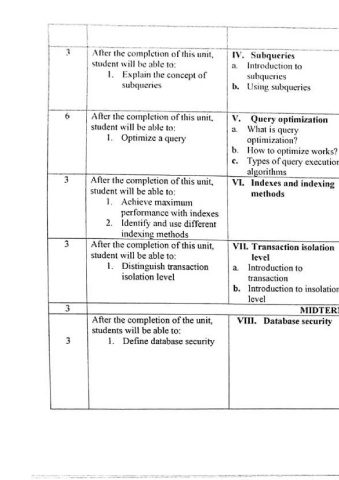 3
After the completion of this unit,
student will be able to:
1. Explain the concept of
subqueries
IV. Subqueries
a. Introduction to
subqueries
b. Using subqueries
6
After the completion of this unit,
student will be able to:
1. Optimize a query
V. Query optimization
a. What is query
optimization?
b. How to optimize works?
c. Types of query execution
algorithms
3
After the completion of this unit,
student will be able to:
1. Achieve maximum
performance with indexes
2. Identify and use different
indexing methods
VI. Indexes and indexing
methods
3
After the completion of this unit,
student will be able to:
1. Distinguish transaction
isolation level
VII. Transaction isolation
level
a. Introduction to
transaction
b. Introduction to insolation
level
3
MIDTER
3
After the completion of the unit,
students will be able to:
1. Define database security
VIII. Database security